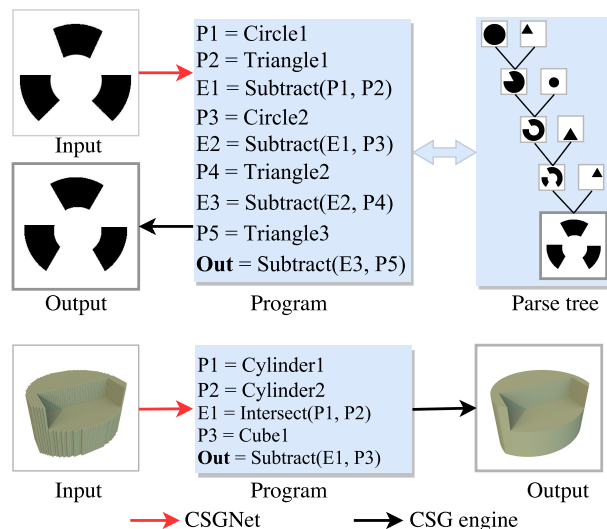 P1 = Circle1
P2 = Triangle1
E1 = Subtract(P1, P2)
P3 = Circle2
E2 = Subtract(E1, P3)
P4 = Triangle2
E3 = Subtract(E2, P4)
P5 = Triangle3
Out = Subtract(E3, P5)
Input
Output
Program
Parse tree
P1 = Cylinder1
P2 = Cylinder2
E1 = Intersect(P1, P2)
P3 = Cube1
Out = Subtract(E1, P3)
Input
Program
Output
CSGNet
CSG engine